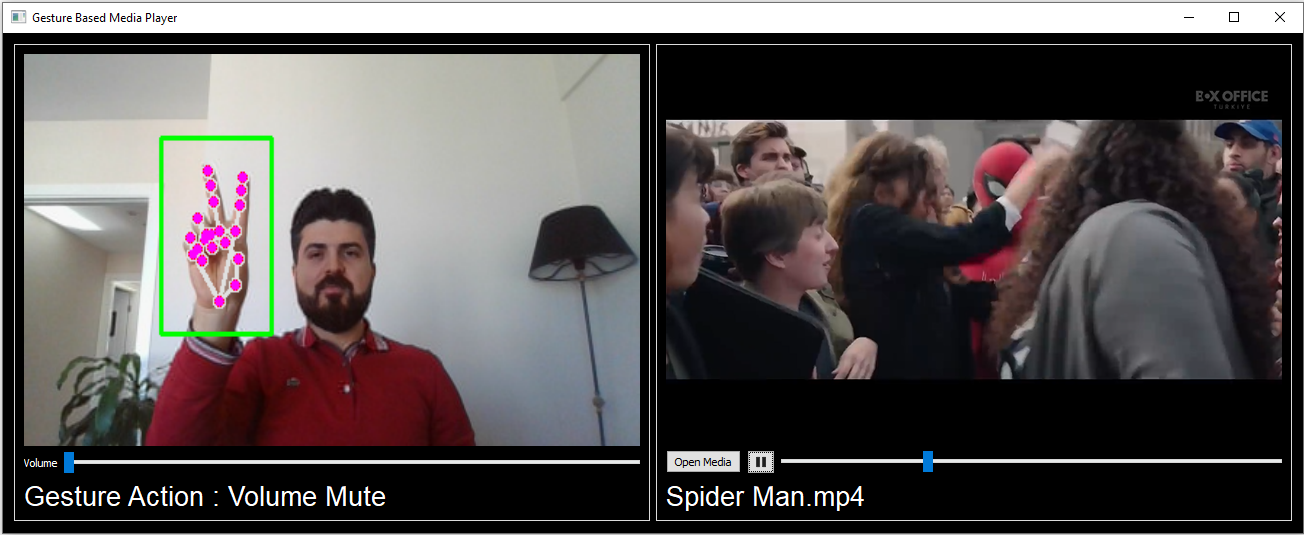 Gesture Based Media Player
BOX OFFICE
TÜRKİYE
Volume
Gesture Action : Volume Mute
Open Media
Spider Man.mp4